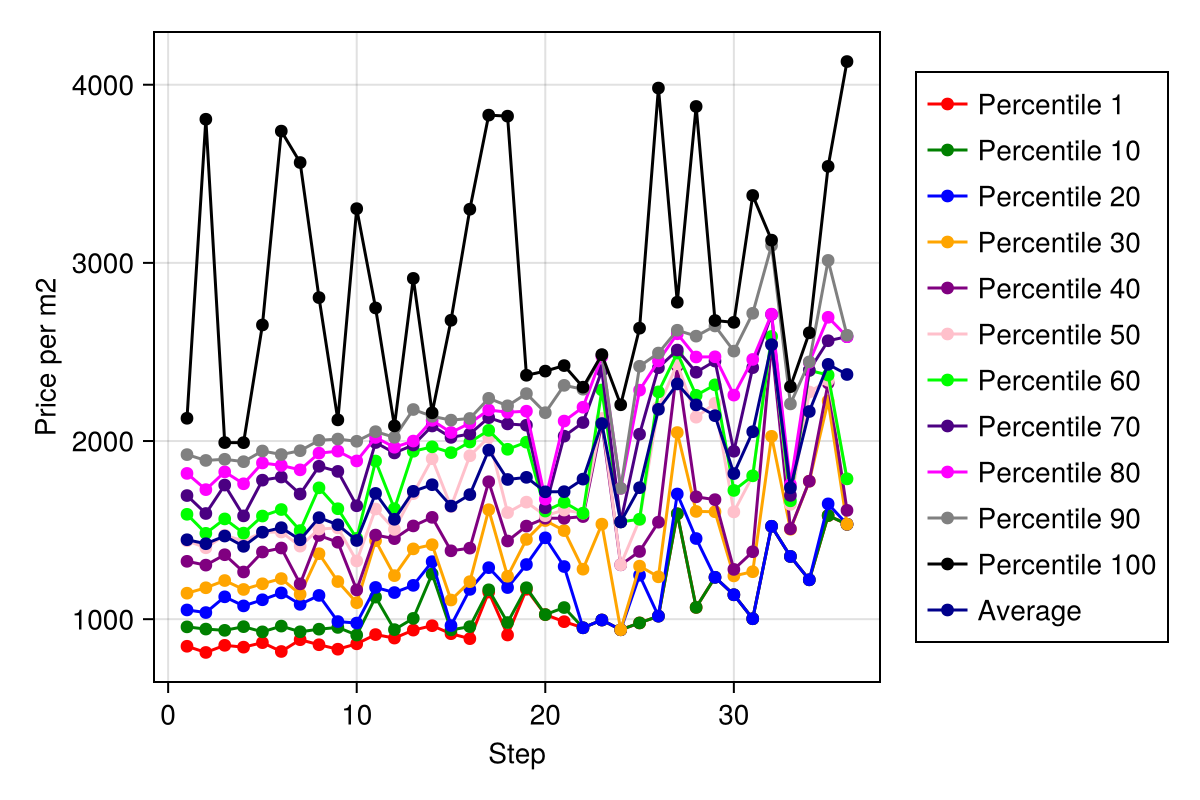 4000
3000
2000
1000
Price per m2
0
10
20
30
Step
Percentile 1
Percentile 10
Percentile 20
Percentile 30
Percentile 40
Percentile 50
Percentile 60
Percentile 70
Percentile 80
Percentile 90
Percentile 100
Average